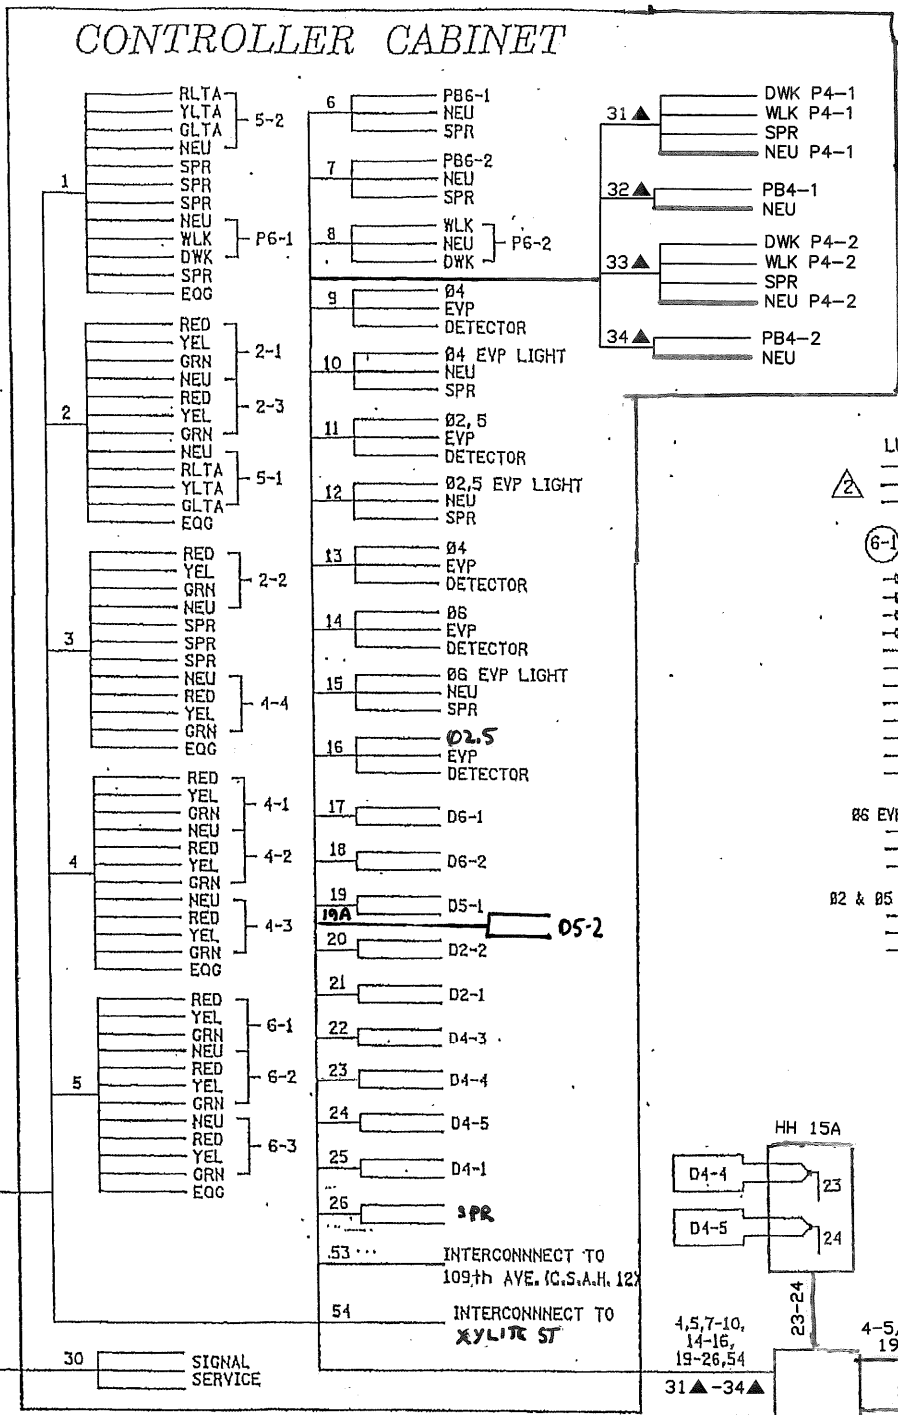 CONTROLLER CABINET
1
RLTA
YLTA
GLTA
NEU
5-2
SPR
SPR
SPR
NEU
WLK
DWK
P6-1
SPR
EQG
2
RED
YEL
GRN
NEU
2-1
RED
YEL
GRN
2-3
NEU
RLTA
YLTA
GLTA
5-1
EQG
3
RED
YEL
GRN
NEU
2-2
SPR
SPR
SPR
NEU
RED
YEL
GRN
4-4
EQG
4
RED
YEL
GRN
NEU
4-1
RED
YEL
GRN
4-2
NEU
RED
YEL
GRN
4-3
EQG
5
RED
YEL
GRN
NEU
6-1
RED
YEL
GRN
6-2
NEU
RED
YEL
GRN
6-3
EQG
30
SIGNAL
SERVICE
6
PB6-1
NEU
SPR
7
PB6-2
NEU
SPR
8
WLK
NEU
DWK
P6-2
9
Ø4
EVP
DETECTOR
10
Ø4 EVP LIGHT
NEU
SPR
11
Ø2,5
EVP
DETECTOR
12
Ø2,5 EVP LIGHT
NEU
SPR
13
Ø4
EVP
DETECTOR
14
Ø6
EVP
DETECTOR
15
Ø6 EVP LIGHT
NEU
SPR
16
Ø2.5
EVP
DETECTOR
17
D6-1
18
D6-2
19
D5-1
19A
D5-2
20
D2-2
21
D2-1
22
D4-3
23
D4-4
24
D4-5
25
D4-1
26
SPR
53
INTERCONNNECT TO
109th AVE. (C.S.A.H. 12)
54
INTERCONNNECT TO
XYLITE ST
31▲
DWK P4-1
WLK P4-1
SPR
NEU P4-1
32▲
PB4-1
NEU
33▲
DWK P4-2
WLK P4-2
SPR
NEU P4-2
34▲
PB4-2
NEU
2
6-1
Ø6 EV
Ø2 & Ø5
HH 15A
D4-4
23
D4-5
24
23-24
4,5,7-10,
14-16,
19-26,54
31▲-34▲
4-5,
19